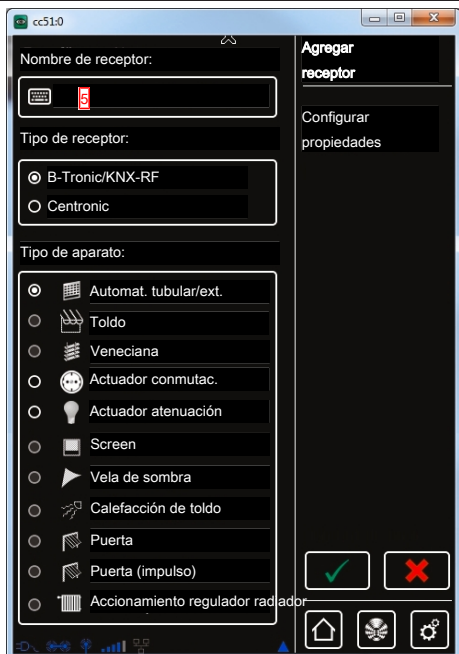 cc51:0
Nombre de receptor:
5
Tipo de receptor:
B-Tronic/KNX-RF
Centronic
Tipo de aparato:
Automat. tubular/ext.
Toldo
Veneciana
Actuador conmutac.
Actuador atenuación
Screen
Vela de sombra
Calefacción de toldo
Puerta
Puerta (impulso)
Accionamiento regulador radiador
Agregar
receptor
Configurar
propiedades